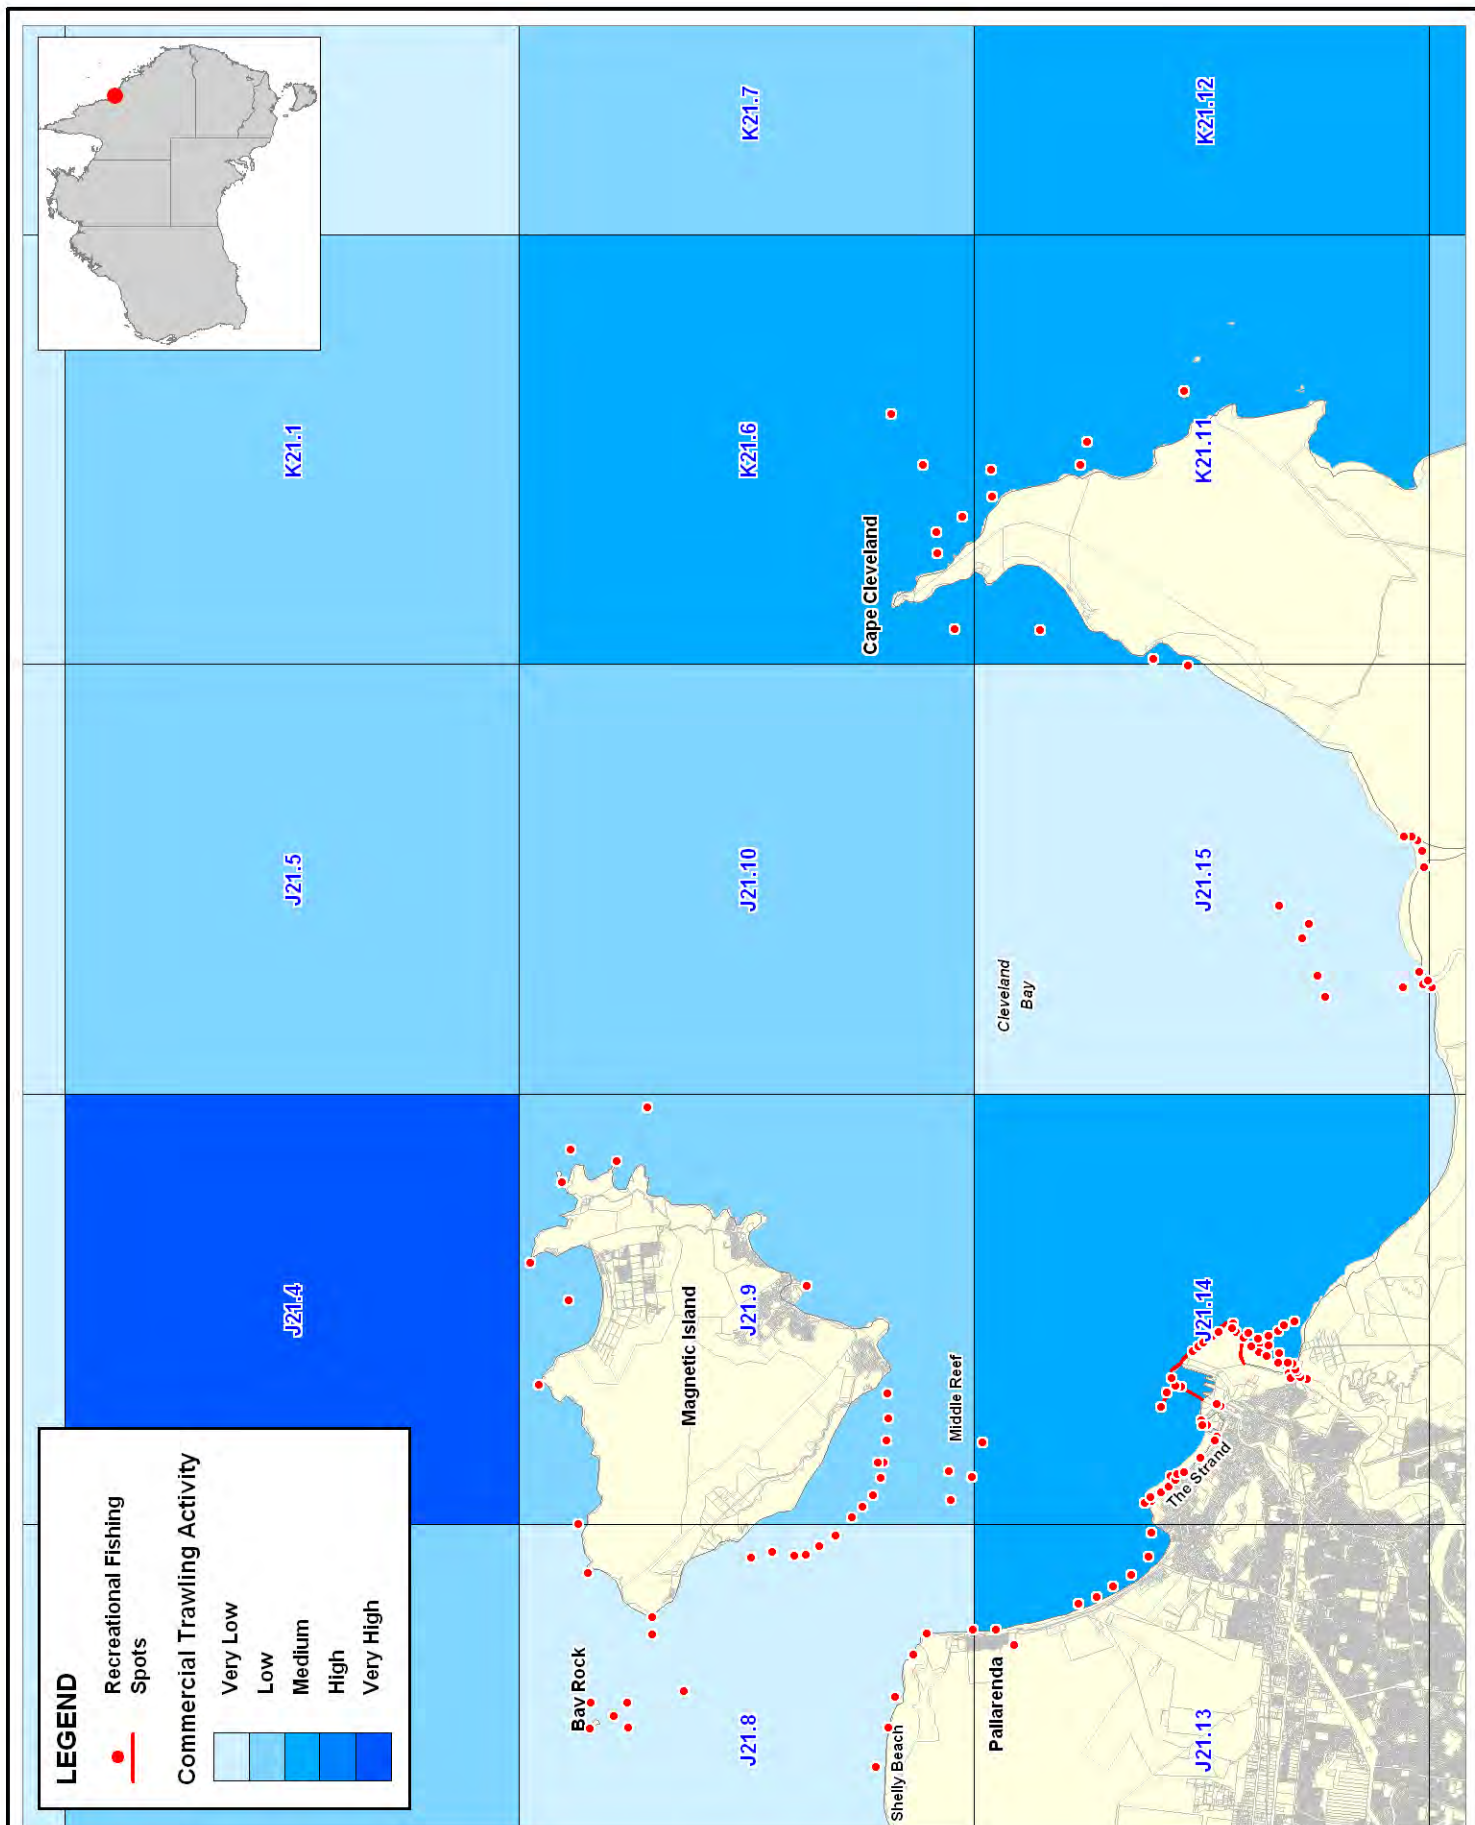 LEGEND
Recreational Fishing
Spots
Commercial Trawling Activity
Very Low
Low
Medium
High
Very High
J21.4
J21.5
K21.1
Bay Rock
J21.8
Magnetic Island
J21.9
J21.10
K21.6
K21.7
Cape Cleveland
Shelly Beach
Middle Reef
Pallarenda
Cleveland
Bay
J21.13
The Strand
J21.14
J21.15
K21.11
K21.12